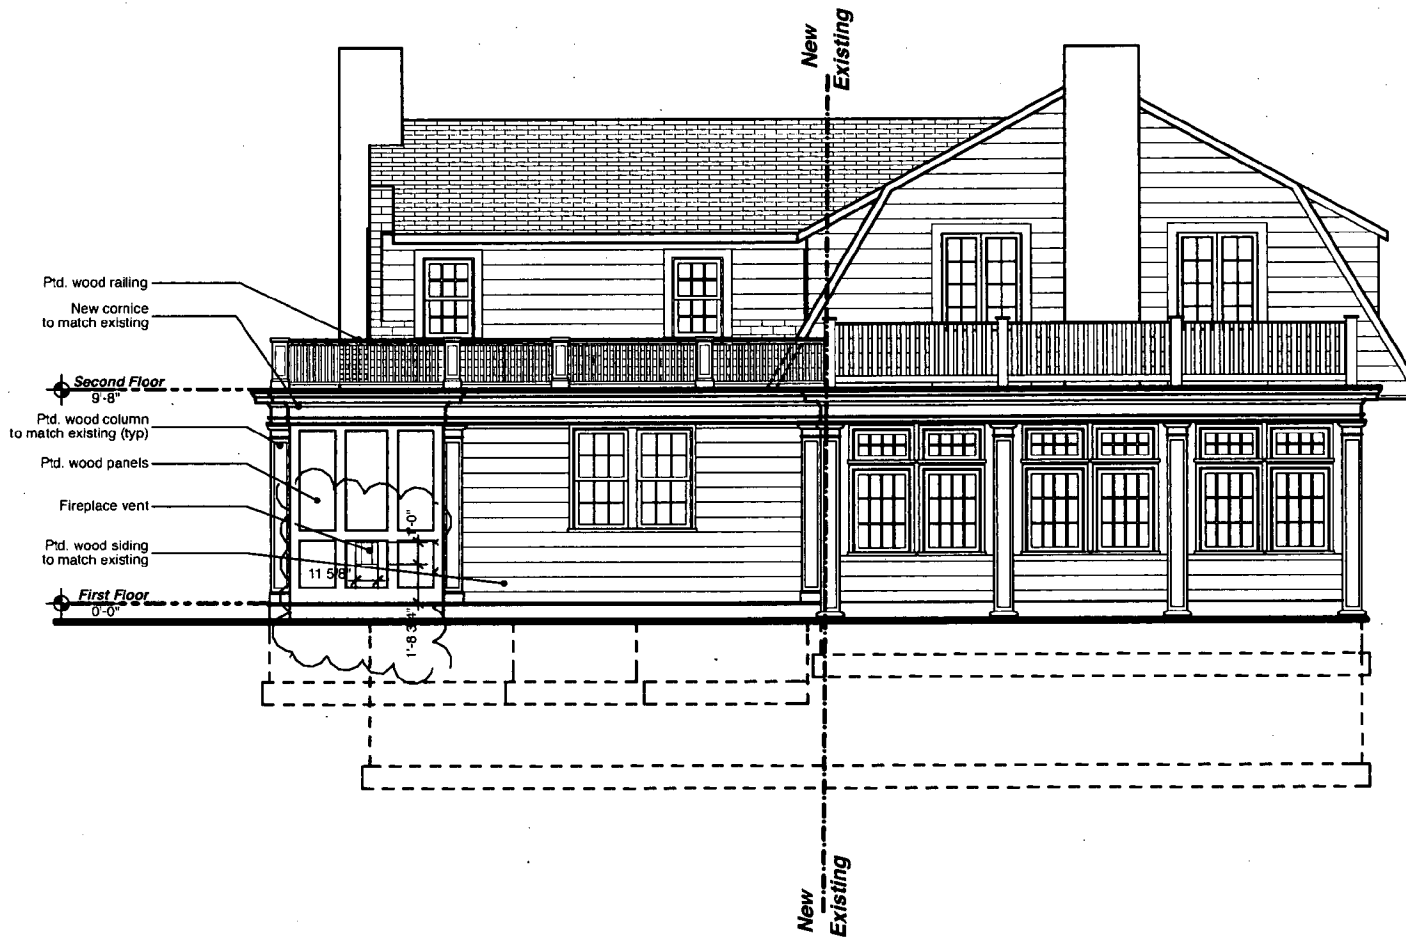 New
Existing
Ptd. wood railing
New cornice
to match existing
Second Floor
9'-8"
Ptd. wood column
to match existing (typ)
Ptd. wood panels
Fireplace vent
1'-0"
Ptd. wood siding
to match existing
11 5/8"
First Floor
0'-0"
1'-8 3/4"
New
Existing